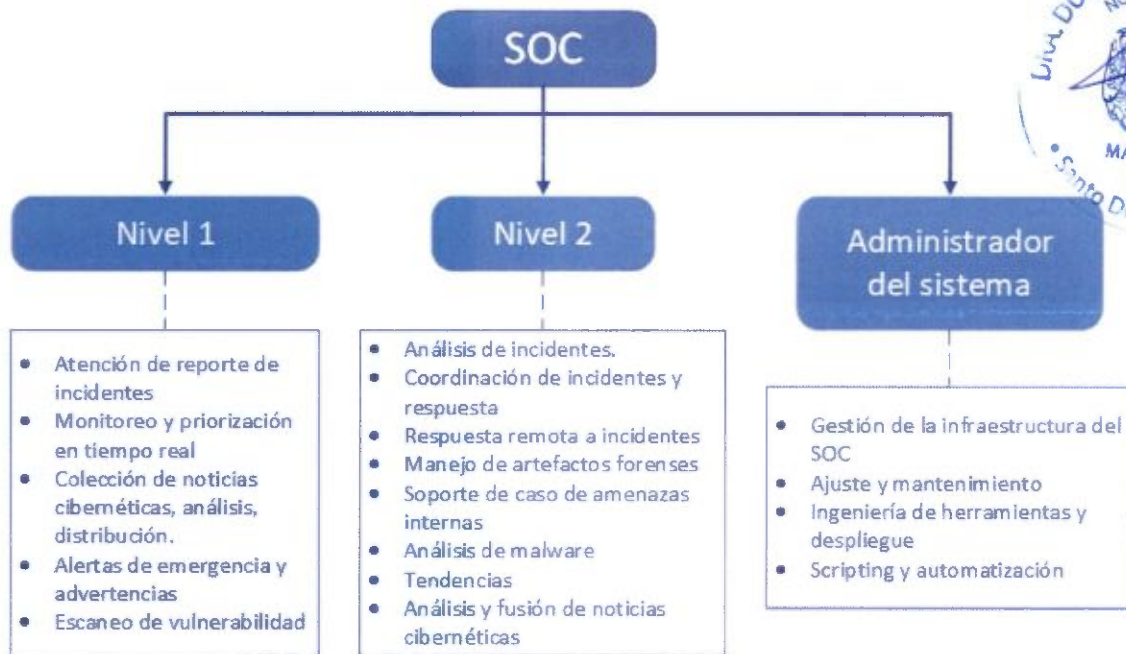 SOC
Nivel 1
Nivel 2
Administrador
del sistema
• Atención de reporte de
incidentes
• Monitoreo y priorización
en tiempo real
• Colección de noticias
cibernéticas, análisis,
distribución.
• Alertas de emergencia y
advertencias
• Escaneo de vulnerabilidad
• Análisis de incidentes.
• Coordinación de incidentes y
respuesta
• Respuesta remota a incidentes
• Manejo de artefactos forenses
• Soporte de caso de amenazas
internas
• Análisis de malware
• Tendencias
• Análisis y fusión de noticias
cibernéticas
• Gestión de la infraestructura del
SOC
• Ajuste y mantenimiento
• Ingeniería de herramientas y
despliegue
• Scripting y automatización
Santo